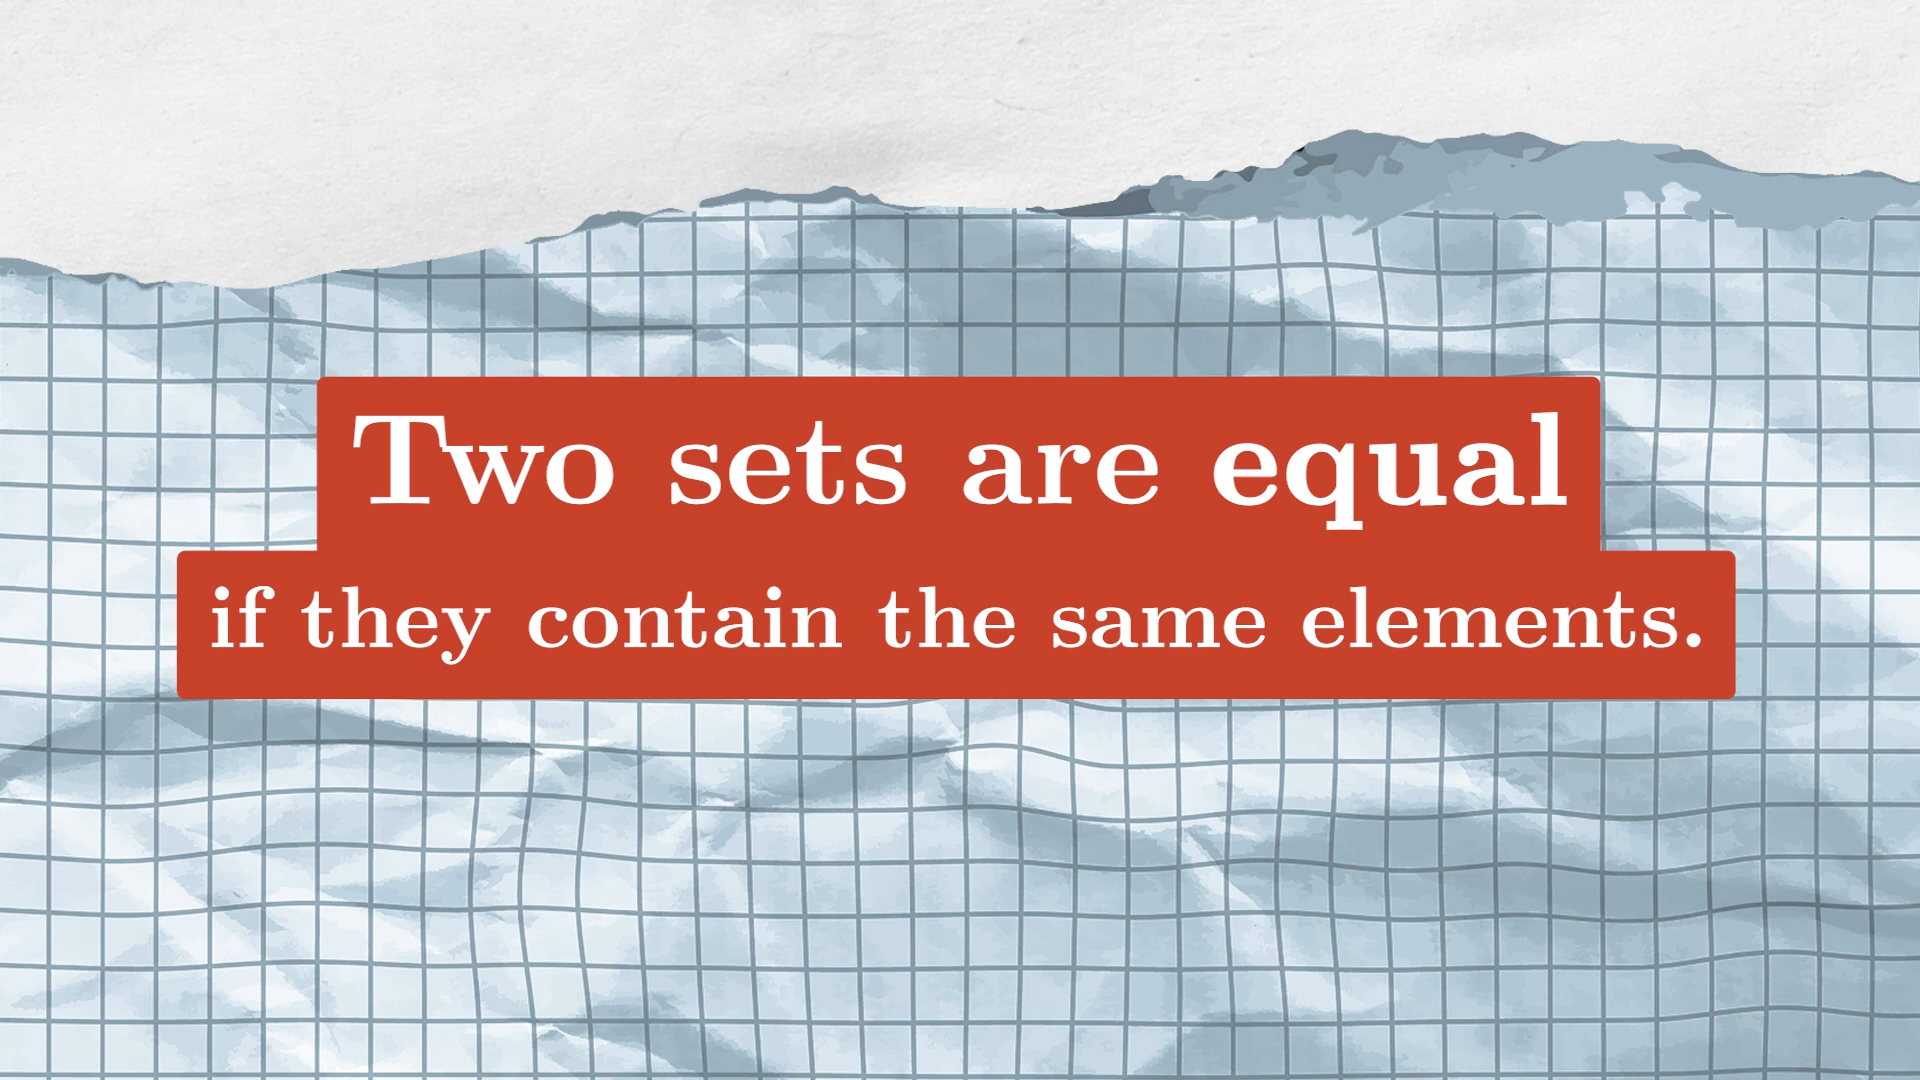 Two sets are equal
if they contain the same elements.